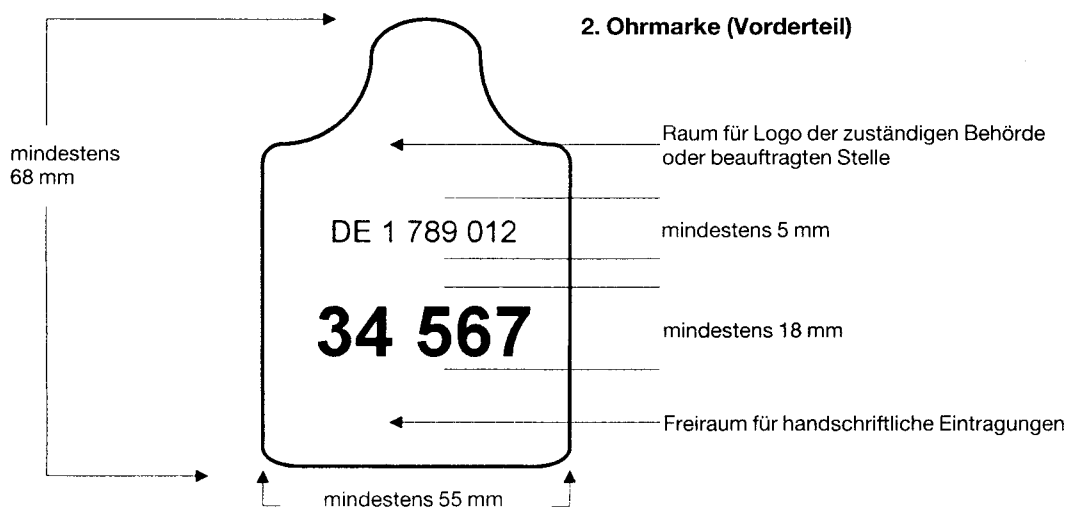 2. Ohrmarke (Vorderteil)
Raum für Logo der zuständigen Behörde
oder beauftragten Stelle
mindestens
68 mm
DE 1 789 012
mindestens 5 mm
34 567
mindestens 18 mm
Freiraum für handschriftliche Eintragungen
mindestens 55 mm